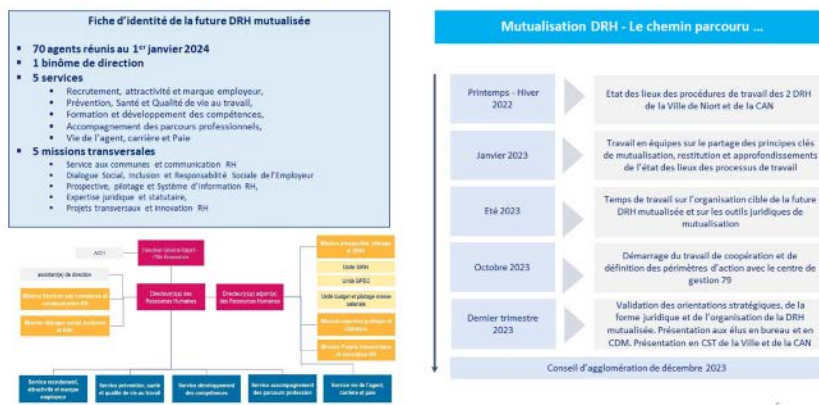 Fiche d'identité de la future DRH mutualisée
70 agents réunis au 1er janvier 2024
1 binôme de direction
5 services
Recrutement, attractivité et marque employeur,
Prévention, Santé et Qualité de vie au travail,
Formation et développement des compétences,
Accompagnement des parcours professionnels,
Vie de l'agent, carrière et Paie
5 missions transversales
Service aux communes et communication RH
Dialogue Social, Inclusion et Responsabilité Sociale de l'Employeur
Prospective, pilotage et Système d'information RH,
Expertise juridique et statutaire,
Projets transversaux et innovation RH
Directeur Général Adjoint
Pôle Ressources
assistant(e) de direction
Directeur(rice) des
Ressources Humaines
Directeur(rice) adjoint(e) des
Ressources Humaines
Mission prospective, pilotage
Unité SIRH
Unité GPEC
Unité budget et pilotage masse
salariale
Service recrutement,
attractivité et marque
employeur
Service prévention, santé
et qualité de vie au travail
Service développement
des compétences
Service accompagnement
des parcours profession
Service vie de l'agent,
carrière et paie
Mutualisation DRH - Le chemin parcouru …
Printemps - Hiver
2022
Etat des lieux des procédures de travail des 2 DRH
de la Ville de Niort et de la CAN
Janvier 2023
Travail en équipes sur le partage des principes clés
de mutualisation, restitution et approfondissements
de l'état des lieux des processus de travail
Eté 2023
Temps de travail sur l'organisation cible de la future
DRH mutualisée et sur les outils juridiques de
mutualisation
Octobre 2023
Démarrage du travail de coopération et de
définition des périmètres d'action avec le centre de
gestion 79
Dernier trimestre
2023
Validation des orientations stratégiques, de la
forme juridique et de l'organisation de la DRH
mutualisée. Présentation aux élus en bureau et en
CDM. Présentation en CST de la Ville et de la CAN
Conseil d'agglomération de décembre 2023